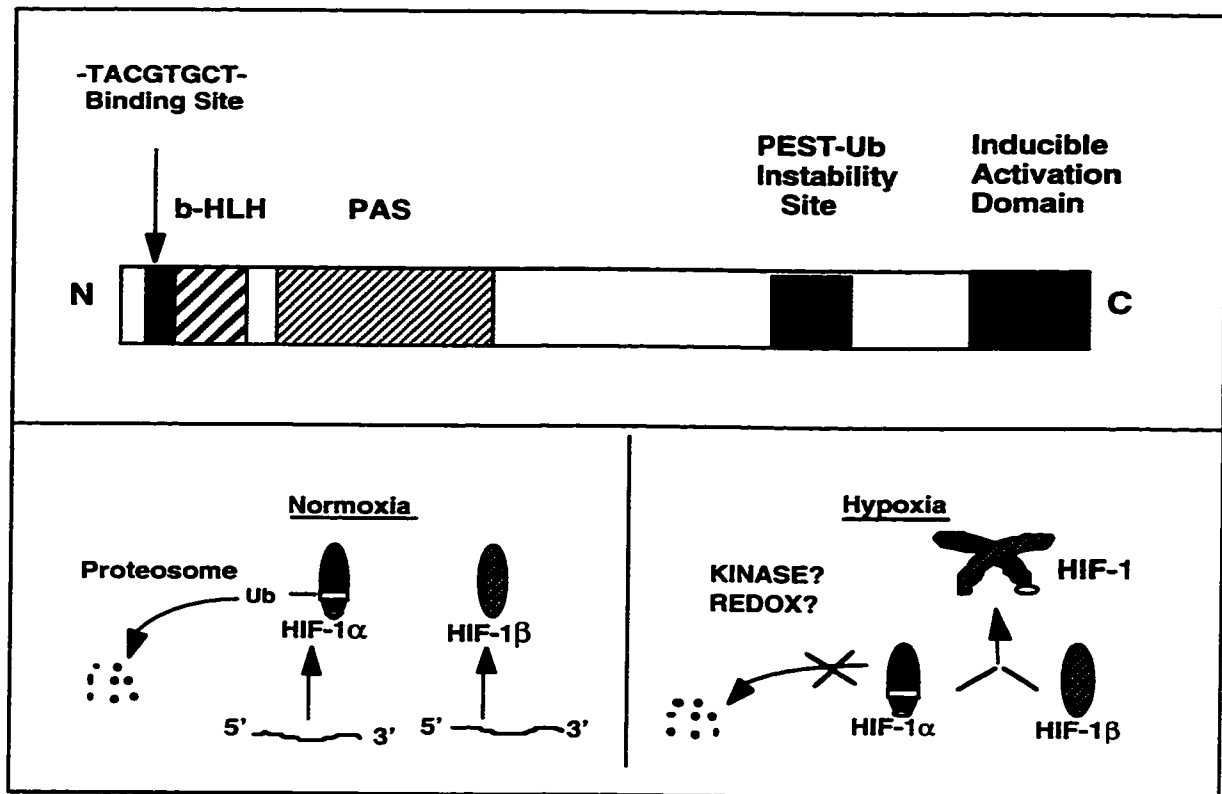 -TACGTGCT-
Binding Site
b-HLH
PAS
PEST-Ub
Instability
Site
Inducible
Activation
Domain
N
C
Normoxia
Proteosome
Ub
HIF-1α
HIF-1β
5’
3’
5’
3’
Hypoxia
KINASE?
REDOX?
HIF-1
HIF-1α
HIF-1β